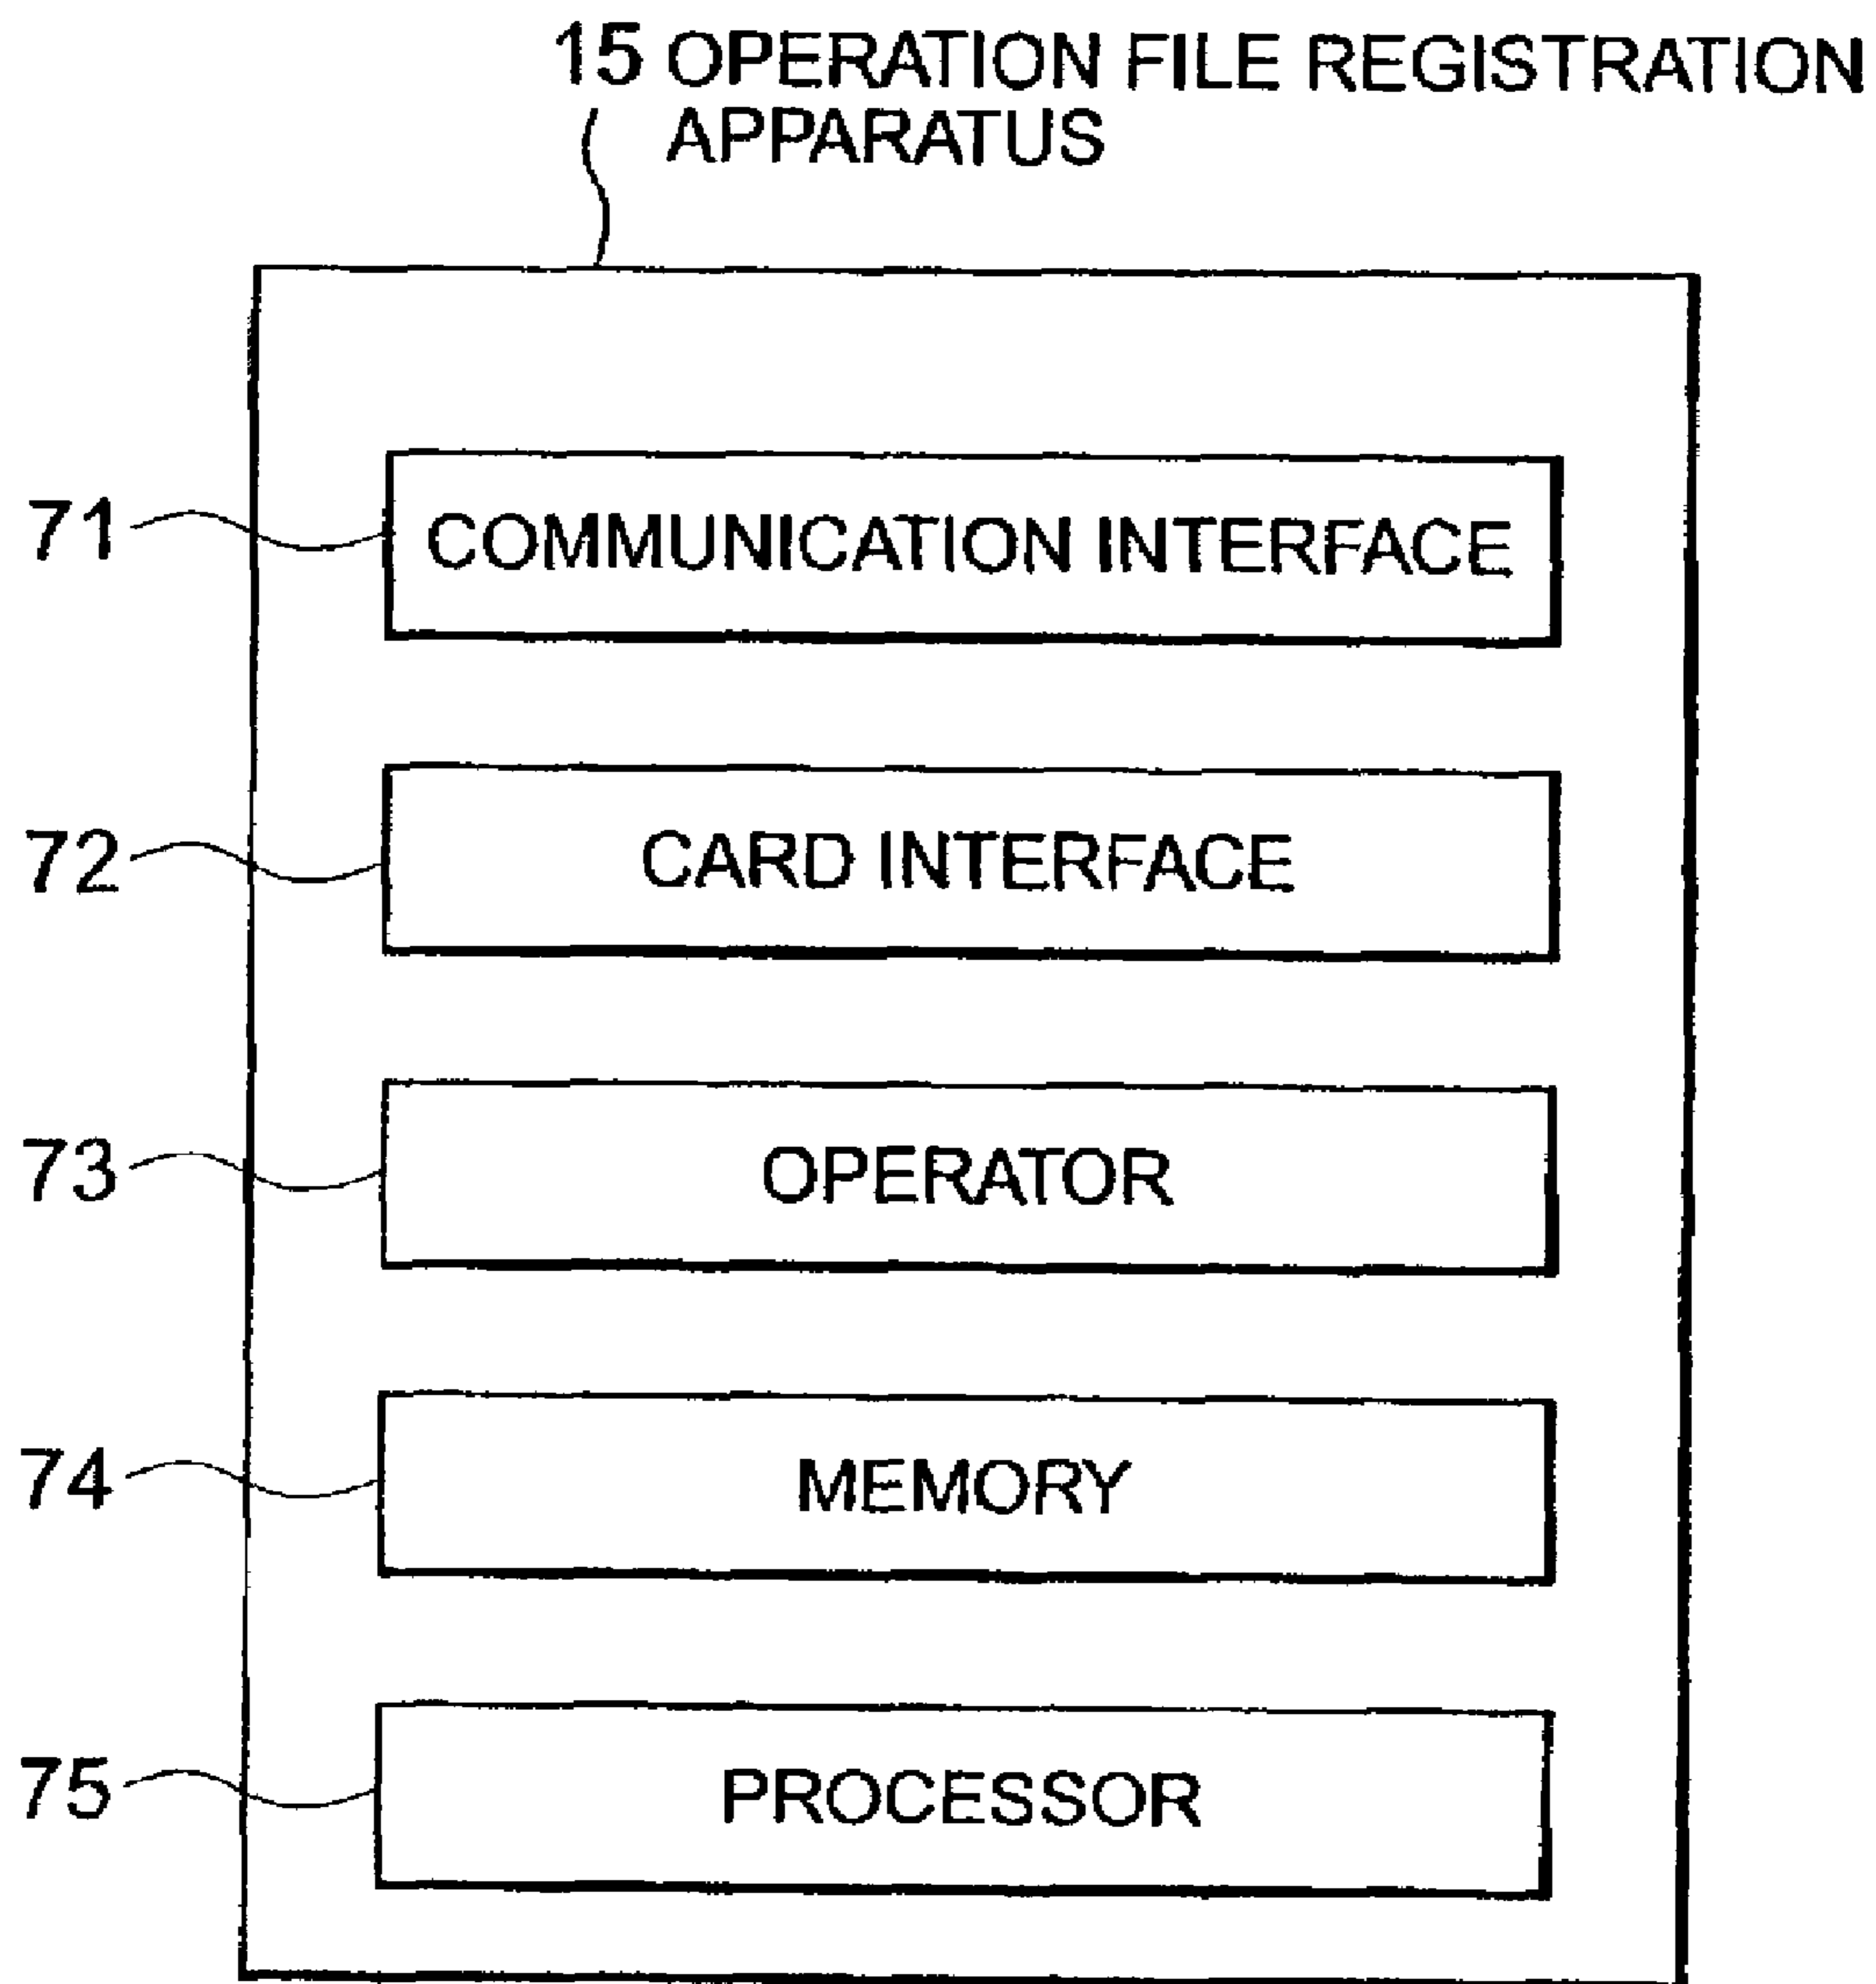 15 OPERATION FILE REGISTRATION
APPARATUS
71 COMMUNICATION INTERFACE
72 CARD INTERFACE
73 OPERATOR
74 MEMORY
75 PROCESSOR